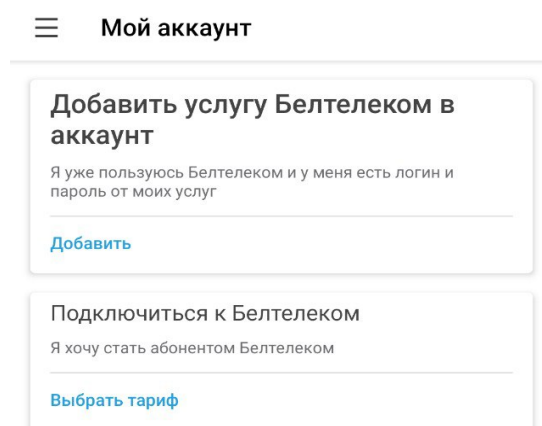 Мой аккаунт
Добавить услугу Белтелеком в
аккаунт
Я уже пользуюсь Белтелеком и у меня есть логин и
пароль от моих услуг
Добавить
Подключиться к Белтелеком
Я хочу стать абонентом Белтелеком
Выбрать тариф